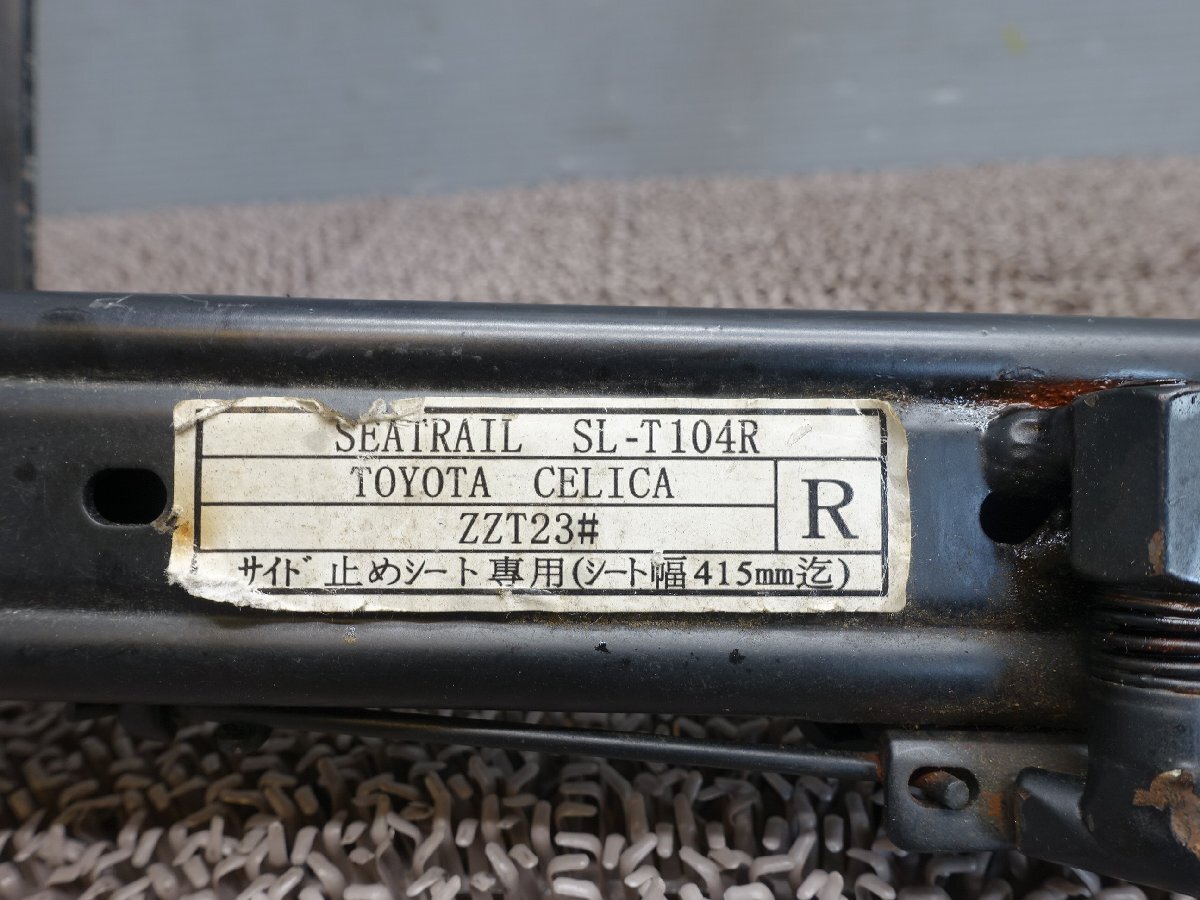 SEATRAIL SL-T104R
TOYOTA CELICA
R
ZZT23#
サイド止めシート専用(シート幅415mm迄)